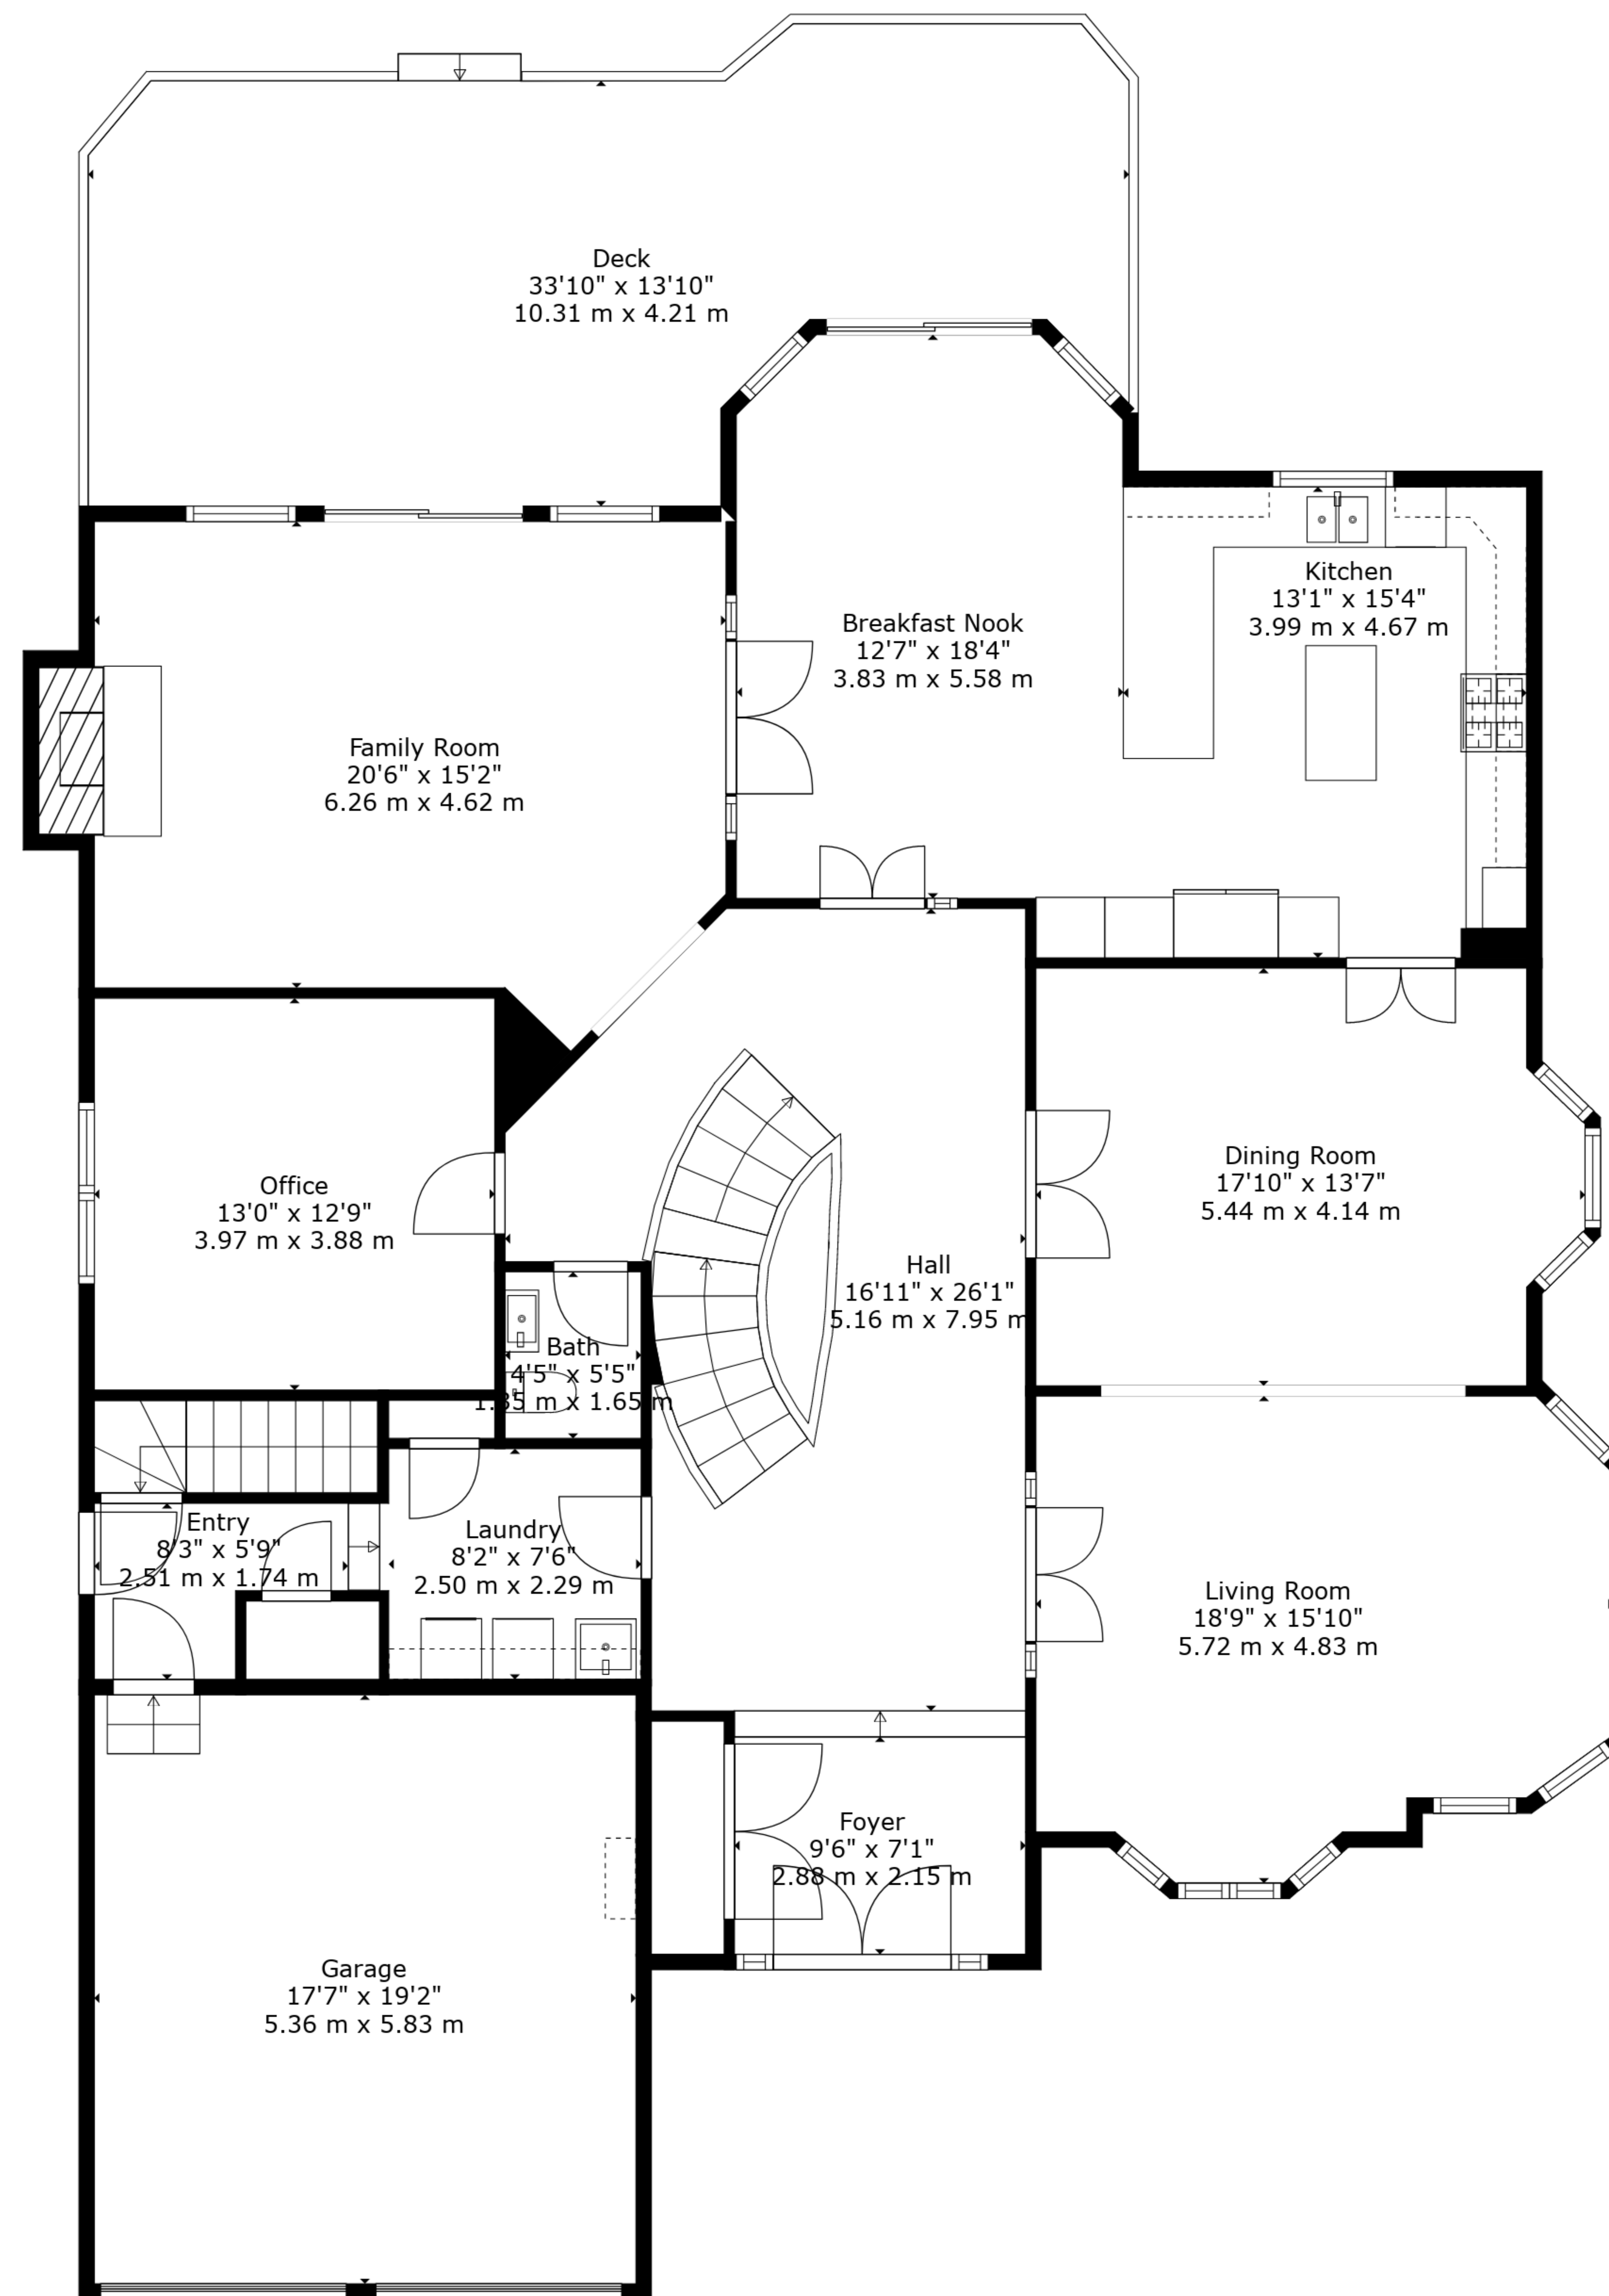 Deck
33'10" x 13'10"
10.31 m x 4.21 m
Kitchen
13'1" x 15'4"
3.99 m x 4.67 m
Breakfast Nook
12'7" x 18'4"
3.83 m x 5.58 m
Family Room
20'6" x 15'2"
6.26 m x 4.62 m
Dining Room
17'10" x 13'7"
5.44 m x 4.14 m
Office
13'0" x 12'9"
3.97 m x 3.88 m
Hall
16'11" x 26'1"
5.16 m x 7.95 m
Bath
4'5" x 5'5"
1.35 m x 1.65 m
Entry
8'3" x 5'9"
2.51 m x 1.74 m
Laundry
8'2" x 7'6"
2.50 m x 2.29 m
Living Room
18'9" x 15'10"
5.72 m x 4.83 m
Foyer
9'6" x 7'1"
2.88 m x 2.15 m
Garage
17'7" x 19'2"
5.36 m x 5.83 m